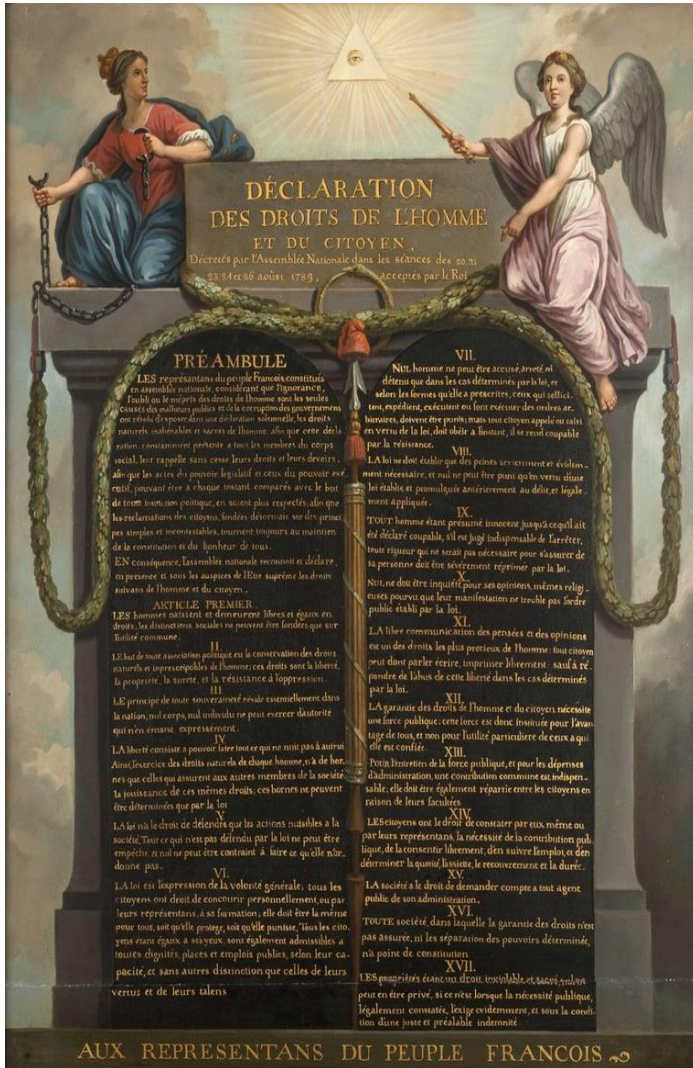 DÉCLARATION
DES DROITS DE L'HOMME
ET DU CITOYEN,
Décretés par l'Assemblée Nationale dans les séances des 20, 21
23, 24 et 26 août 1789, acceptés par le Roi
PRÉAMBULE
LES représantans du peuple Francois, constitués
en assemblée nationale, considérant que l'ignorance,
l'oubli ou le mépris des droits de l'homme sont les seules
causes des malheurs publics et de la corruption des gouvernemens
ont résolu d'exposer dans une déclaration solemnelle, les droits
naturels inaliénables et sacrés de l'homme: afin que cette décla
ration, constamment présente a tous les membres du corps
social, leur rappelle sans cesse leurs droits et leurs devoirs,
afin que les actes du pouvoir législatif et ceux du pouvoir exé
cutif, pouvant être a chaque instant comparés avec le but
de toute institution politique, en soient plus respectés; afin que
les reclamations des citoyens, fondées désormais sur des princi
pes simples et incontestables, tournent toujours au maintien
de la constitution et du bonheur de tous.
EN conséquence, l'assemblée nationale reconnoit et déclare,
en presence et sous les auspices de l'Etre suprême les droits
suivans de l'homme et du citoyen.
ARTICLE PREMIER
LES hommes naissent et demeurent libres et égaux en
droits, les distinctions sociales ne peuvent être fondées que sur
l'utilité commune.
II.
LE but de toute association politique est la conservation des droits
naturels et inprescripibles de l'homme; ces droits sont la liberté,
la propriété, la sureté, et la résistance à l'oppression.
III
LE principe de toute souveraineté réside essentiellement dans
la nation, nul corps, nul individu ne peut exercer d'autorité
qui n'en émane expressément.
IV
LA liberté consiste a pouvoir faire tout ce qui ne nuit pas à autrui
Ainsi, l'exercice des droits naturels de chaque homme, n'a de bor-
nes que celles qui assurent aux autres membres de la société
la jouissance de ces mêmes droits; ces bornes ne peuvent
être déterminées que par la loi
V.
LA loi n'a le droit de défendre que les actions nuisibles a la
société, Tout ce qui n'est pas défendu par la loi ne peut être
empêché, et nul ne peut être contraint à faire ce qu'elle n'or-
donne pas.
VI.
LA loi est l'expression de la volonté générale; tous les
citoyens ont droit de concourir personnellement, ou par
leurs représentans, à sa formation; elle doit être la même
pour tous, soit qu'elle protege, soit qu'elle punisse, Tous les cito
yens étant égaux à ses yeux, sont également admissibles a
toutes dignités, places et emplois publics, selon leur ca-
pacité, et sans autres distinction que celles de leurs
vertus et de leurs talens
VII.
NUL homme ne peut être accusé, arreté, ni
détenu que dans les cas déterminés par la loi, et
selon les formes qu'elle a prescrites, ceux qui sollici-
tent, expédient, exécutent ou font exécuter des ordres ar-
bitraires, doivent être punis; mais tout citoyen appelé ou saisi
en vertu de la loi, doit obéir a l'instant, il se rend coupable
par la résistance.
VIII.
LA loi ne doit établir que des peines strictement et évidem-
ment nécessaire, et nul ne peut être puni qu'en vertu d'une
loi établie et promulguée antérierement au délit, et légale-
ment appliquée.
IX.
TOUT homme étant présumé innocent jusqu'a ce qu'il ait
été déclaré coupable, s'il est jugé indispensable de l'arrêter,
toute rigueur qui ne serait pas nécessaire pour s'assurer de
sa personne doit être sévèrement réprimée par la loi.
X.
NUL ne doit être inquiété pour ses opinions, mêmes religi
euses pourvu que leur manifestation ne trouble pas l'ordre
public établi par la loi.
XI.
LA libre communication des pensées et des opinions
est un des droits les plus precieux de l'homme: tout citoyen
peut donc parler écrire, imprimer librement: sauf à ré
pondre de l'abus de cette liberté dans les cas déterminés
par la loi.
XII.
LA garantie des droits de l'homme et du citoyen nécessite
une force publique: cette force est donc instituée pour l'avan
tage de tous, et non pour l'utilité particulière de ceux a qui
elle est confiée.
XIII.
POUR l'entretien de la force publique, et pour les dépenses
d'administration, une contribution commune est indispen-
sable; elle doit être également répartie entre les citoyens en
raison de leurs facultées
XIV.
LES citoyens ont le droit de constater par eux même ou
par leurs représentans, la nécessité de la contribution pub
lique, de la consentir librement, d'en suivre l'emploi, et d'en
déterminer la quotité, l'assiette, le recouvrement et la durée.
XV.
LA société a le droit de demander compte a tout agent
public de son administration.
XVI.
TOUTE société, dans laquelle la garantie des droits n'est
pas assurée, ni les séparation des pouvoirs déterminée,
n'a point de constitution
XVII.
LES propriétés étant un droit inviolable et sacré, nul ne
peut en être privé, si ce n'est lorsque la nécessité publique,
légalement constatée, l'exige évidemment, et sous la condi-
tion d'une juste et préalable indemnité.
AUX REPRESENTANS DU PEUPLE FRANCOIS